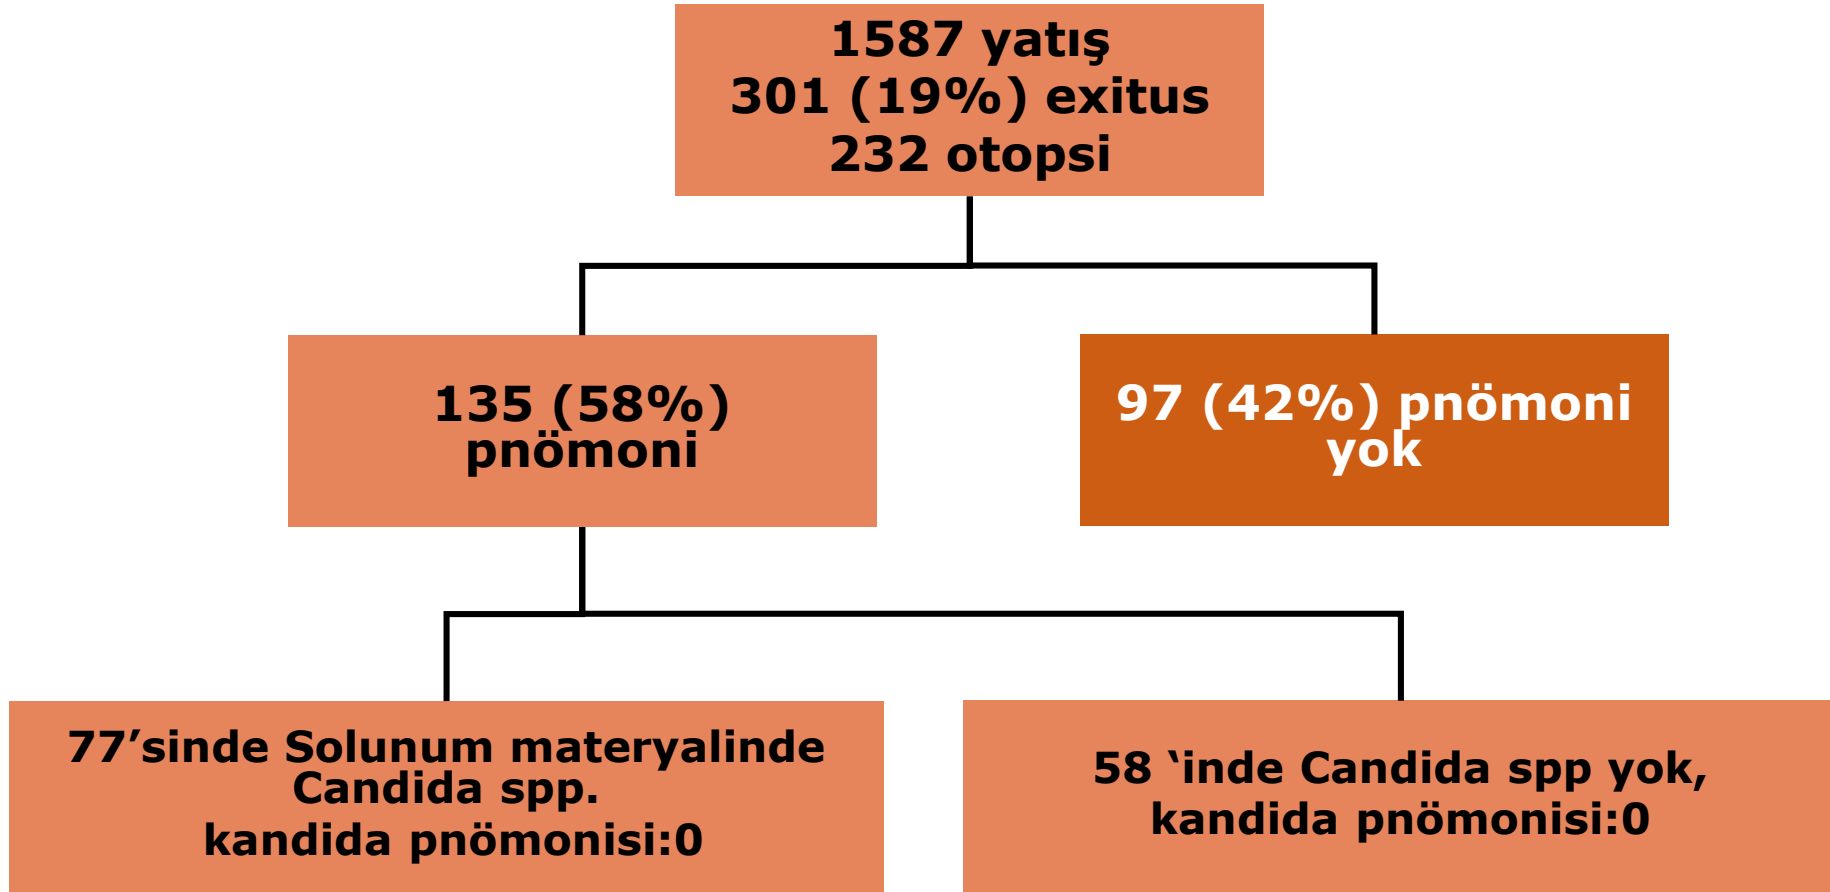 1587 yatış
301 (19%) exitus
232 otopsi
135 (58%)
pnömoni
97 (42%) pnömoni
yok
77’sinde Solunum materyalinde
Candida spp.
kandida pnömonisi:0
58 ‘inde Candida spp yok,
kandida pnömonisi:0